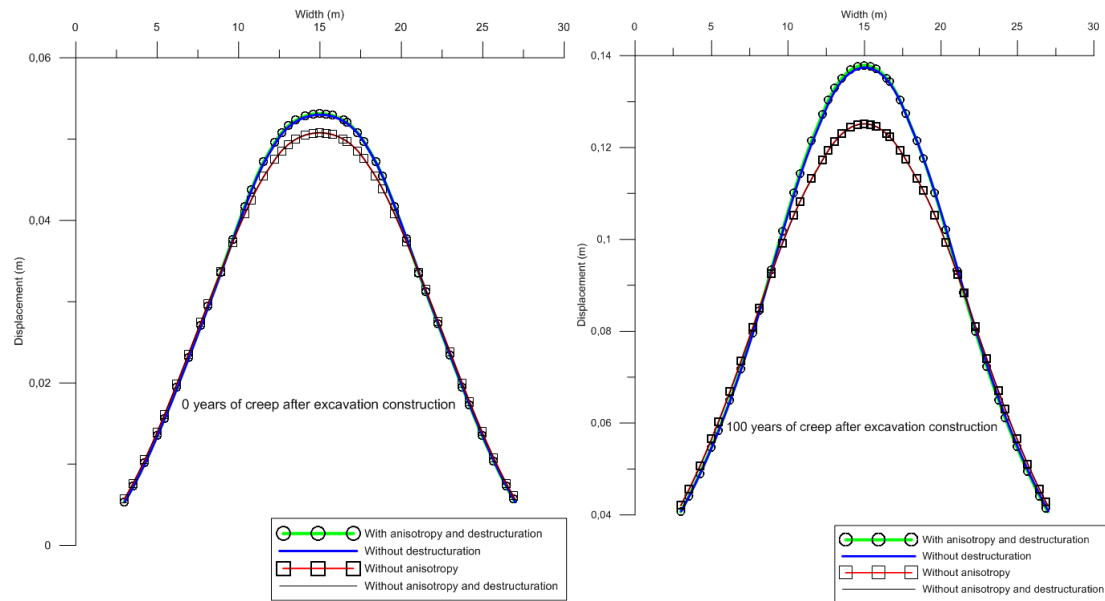 Width (m)
0 5 10 15 20 25 30
0,06
0,04
0,02
0
Displacement (m)
0 years of creep after excavation construction
With anisotropy and destructuration
Without destructuration
Without anisotropy
Without anisotropy and destructuration
Width (m)
0 5 10 15 20 25 30
0,14
0,12
0,1
0,08
0,06
0,04
Displacement (m)
100 years of creep after excavation construction
With anisotropy and destructuration
Without destructuration
Without anisotropy
Without anisotropy and destructuration